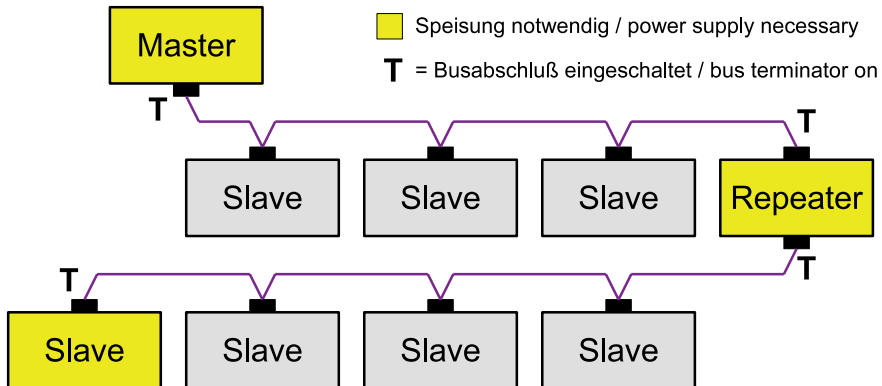 Master
Speisung notwendig / power supply necessary
T = Busabschluß eingeschaltet / bus terminator on
T
T
Slave
Slave
Slave
Repeater
T
T
Slave
Slave
Slave
Slave